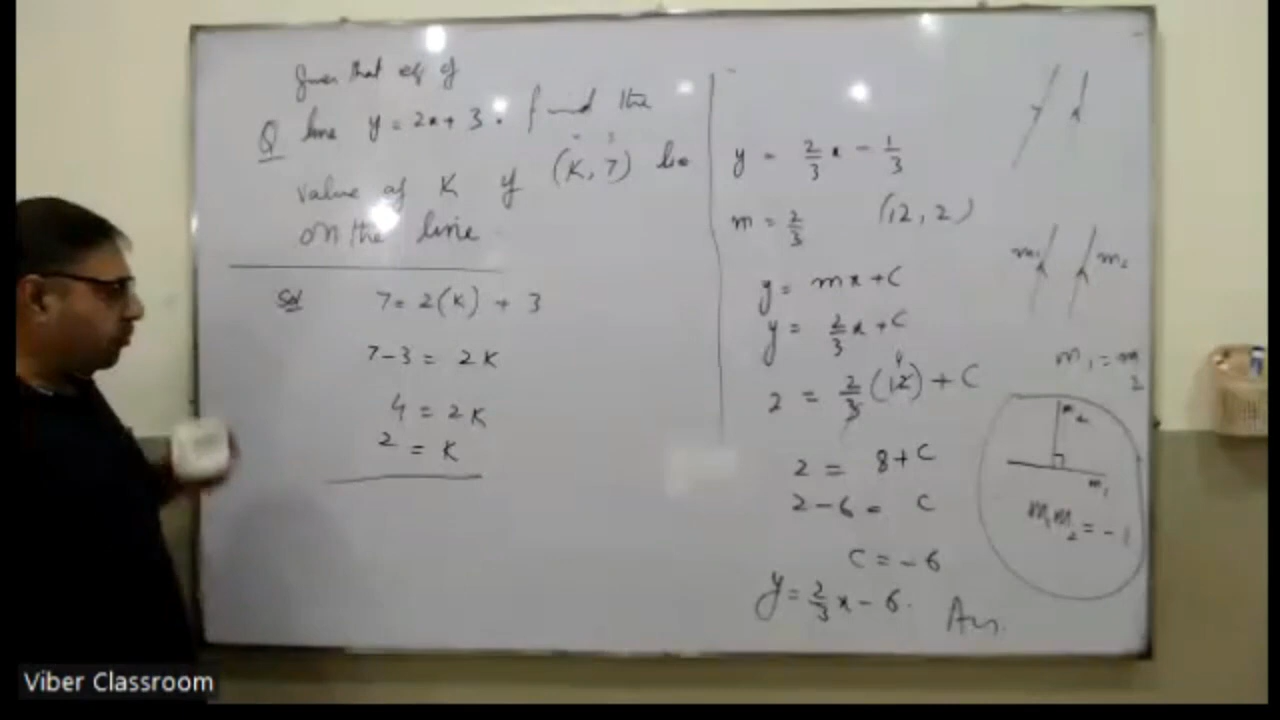 Given that eq of
Q line y = 2x + 3. find the
value of K if (K, 7) be
on the line
Sol 7 = 2(K) + 3
7-3 = 2K
4 = 2K
2 = K
y = 2/3 x - 1/3
m = 2/3 (12, 2)
y = mx + C
y = 2/3 x + C
2 = 2/3 (12) + C
2 = 8 + C
2 - 6 = C
C = - 6
y = 2/3 x - 6. Ans.
m1 m2
m1 = m2
m2
m1
m1m2 = -1
Viber Classroom